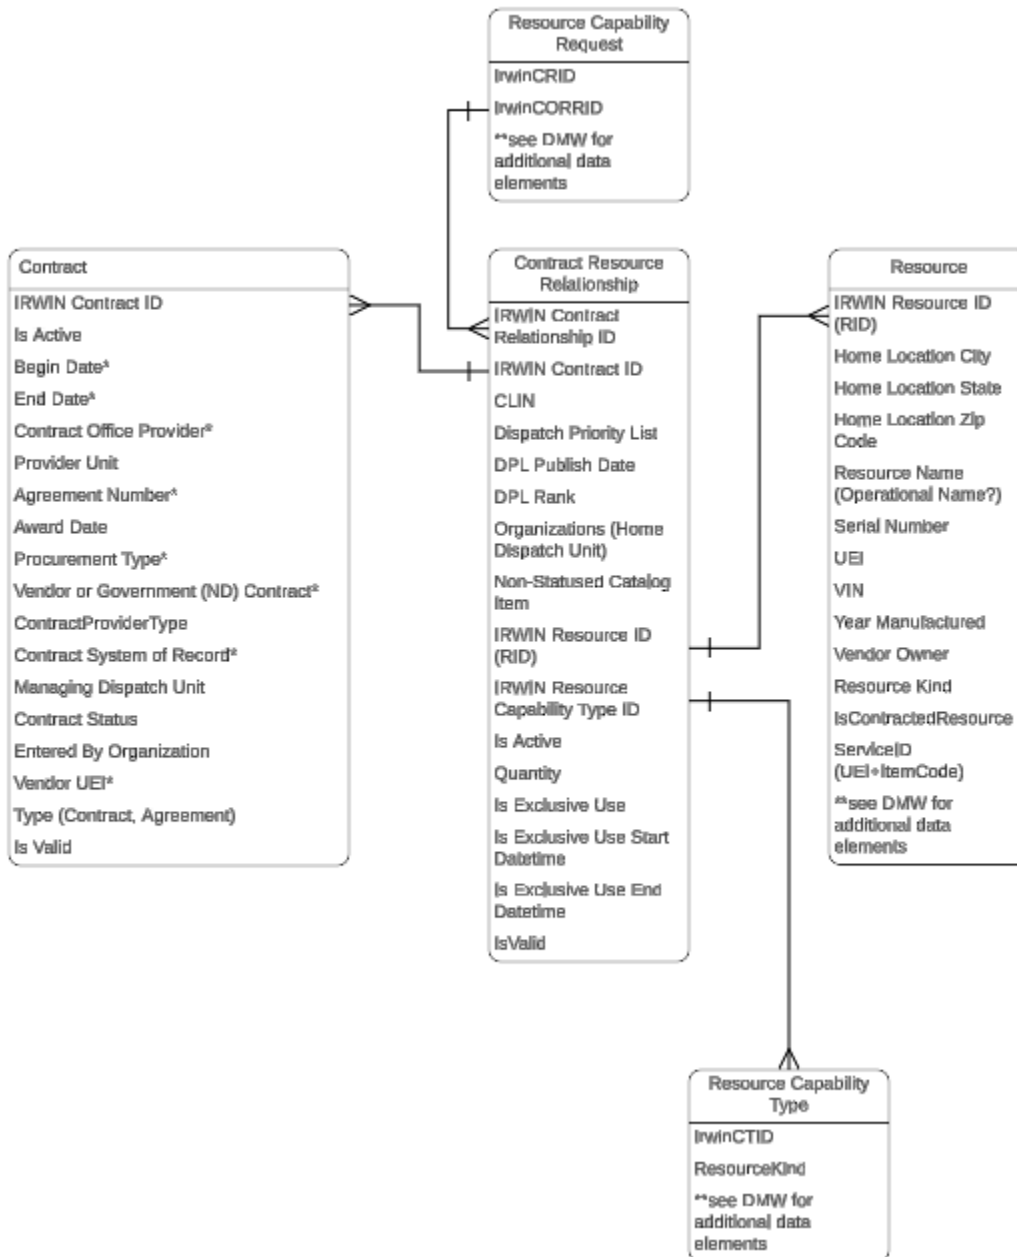 Resource Capability
Request
IrwinCRID
IrwinCORRID
**see DMW for
additional data
elements
Contract
IRWIN Contract ID
Is Active
Begin Date*
End Date*
Contract Office Provider*
Provider Unit
Agreement Number*
Award Date
Procurement Type*
Vendor or Government (ND) Contract*
ContractProviderType
Contract System of Record*
Managing Dispatch Unit
Contract Status
Entered By Organization
Vendor UEI*
Type (Contract, Agreement)
Is Valid
Contract Resource
Relationship
IRWIN Contract
Relationship ID
IRWIN Contract ID
CLIN
Dispatch Priority List
DPL Publish Date
DPL Rank
Organizations (Home
Dispatch Unit)
Non-Statused Catalog
Item
IRWIN Resource ID
(RID)
IRWIN Resource
Capability Type ID
Is Active
Quantity
Is Exclusive Use
Is Exclusive Use Start
Datetime
Is Exclusive Use End
Datetime
IsValid
Resource
IRWIN Resource ID
(RID)
Home Location City
Home Location State
Home Location Zip
Code
Resource Name
(Operational Name?)
Serial Number
UEI
VIN
Year Manufactured
Vendor Owner
Resource Kind
IsContractedResource
ServiceID
(UEI+ItemCode)
**see DMW for
additional data
elements
Resource Capability
Type
IrwinCTID
ResourceKind
**see DMW for
additional data
elements